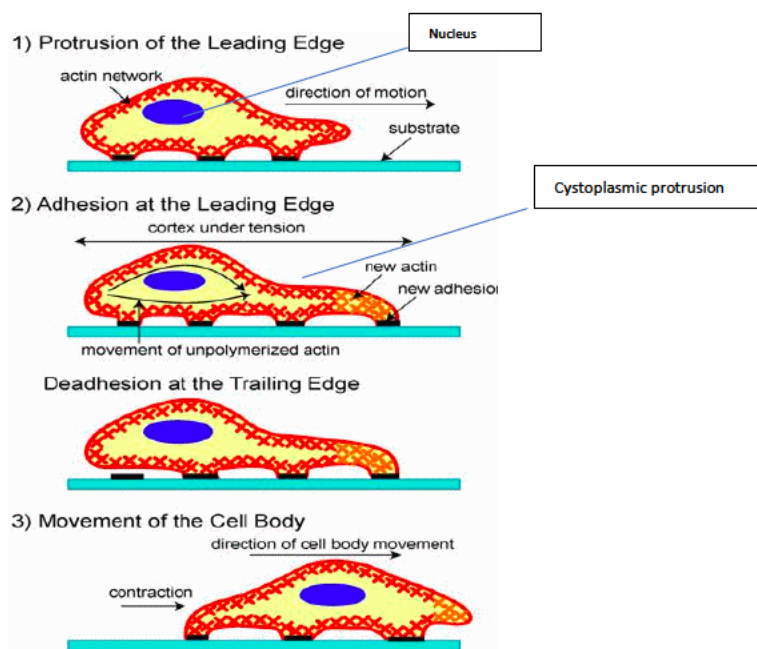 Nucleus
1) Protrusion of the Leading Edge
actin network
direction of motion
substrate
Cystoplasmic protrusion
2) Adhesion at the Leading Edge
cortex under tension
new actin
new adhesion
movement of unpolymerized actin
Deadhesion at the Trailing Edge
3) Movement of the Cell Body
direction of cell body movement
contraction